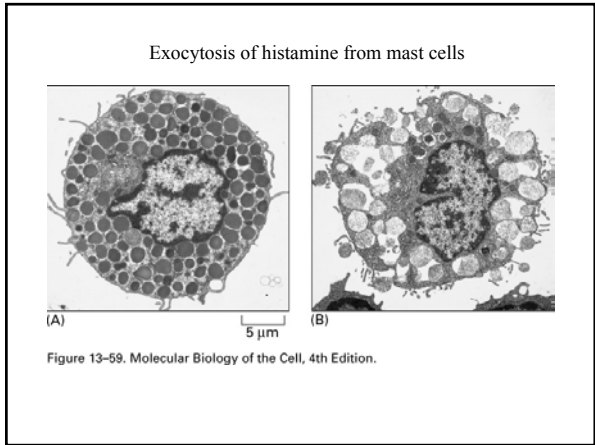 Exocytosis of histamine from mast cells
(A)
5 μm
(B)
Figure 13–59. Molecular Biology of the Cell, 4th Edition.